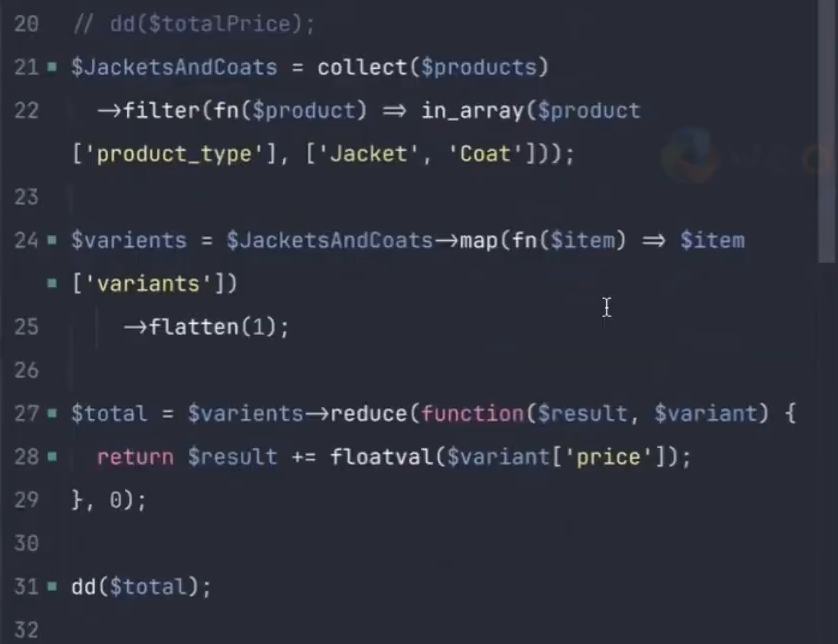 20 // dd($totalPrice);
21 $JacketsAndCoats = collect($products)
22 ->filter(fn($product) => in_array($product
['product_type'], ['Jacket', 'Coat']));
23
24 $varients = $JacketsAndCoats->map(fn($item) => $item
['variants'])
25 ->flatten(1);
26
27 $total = $varients->reduce(function($result, $variant) {
28 return $result += floatval($variant['price']);
29 }, 0);
30
31 dd($total);
32